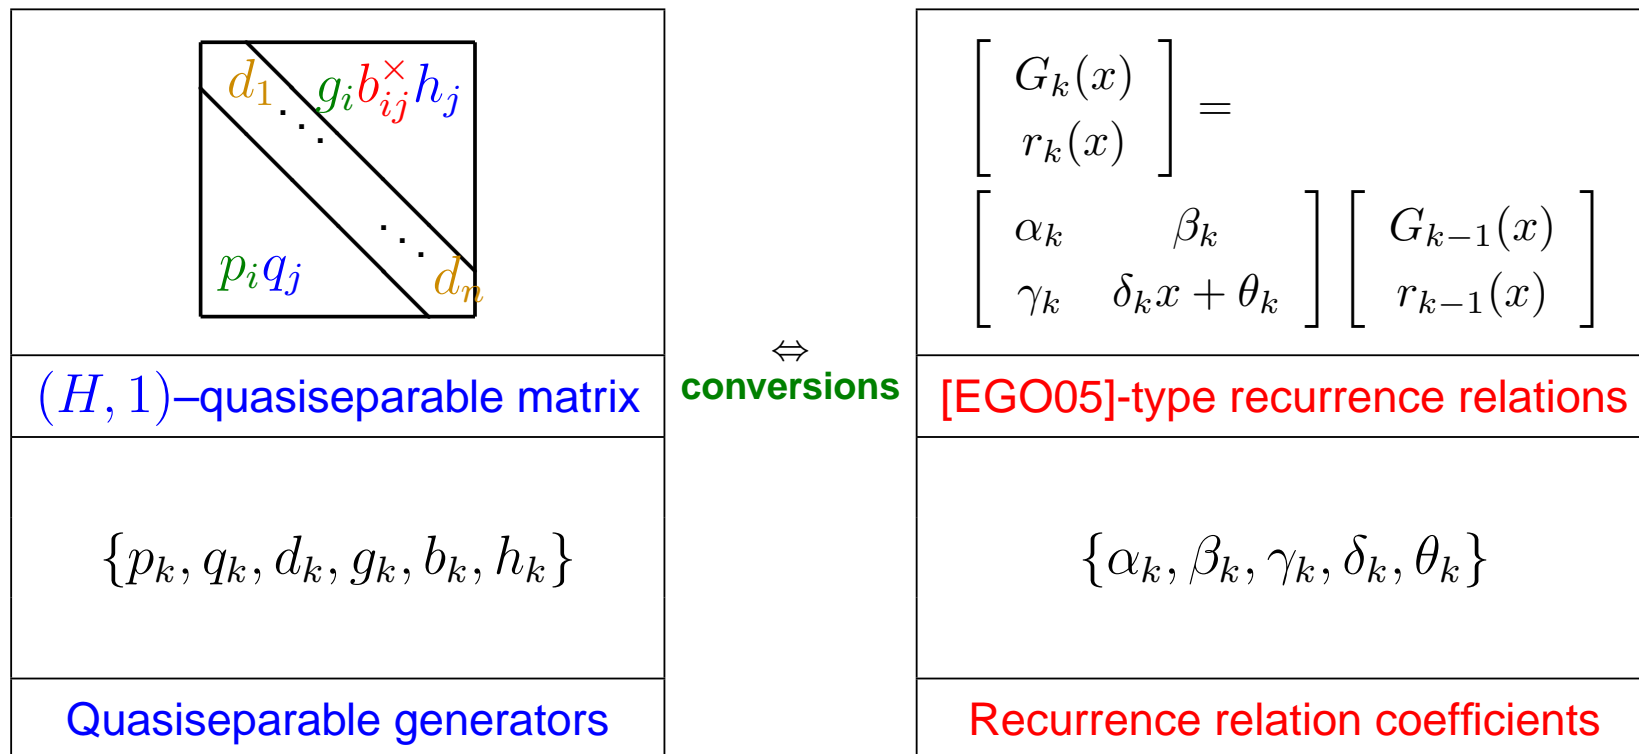 d_1 ⋱ g_i b_{ij}^× h_j
p_i q_j ⋱ d_n
(H, 1)–quasiseparable matrix
{p_k, q_k, d_k, g_k, b_k, h_k}
Quasiseparable generators
⇔
conversions
[ G_k(x) ; r_k(x) ] =
[ α_k β_k ; γ_k δ_k x + θ_k ] [ G_{k−1}(x) ; r_{k−1}(x) ]
[EGO05]-type recurrence relations
{α_k, β_k, γ_k, δ_k, θ_k}
Recurrence relation coefficients